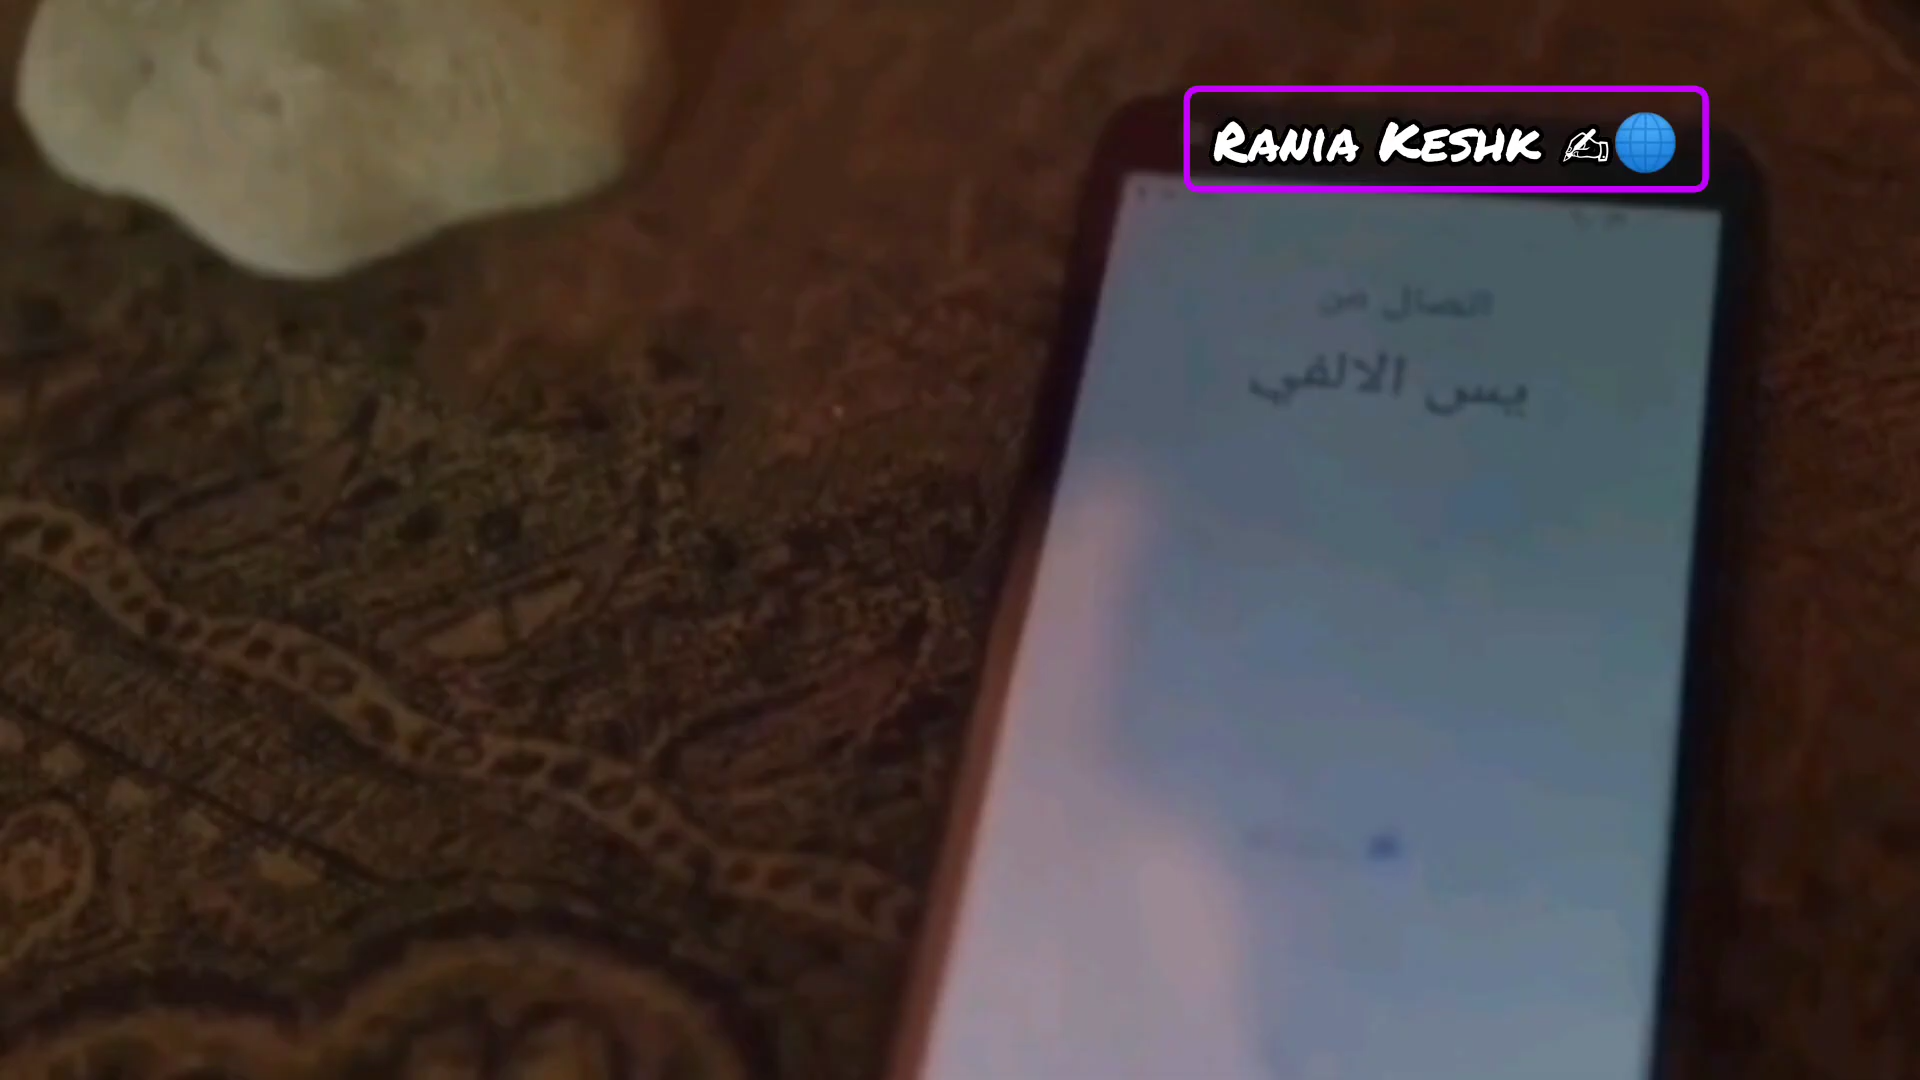 Rania Keshk ✍🌐
اتصال من
يس الالفي